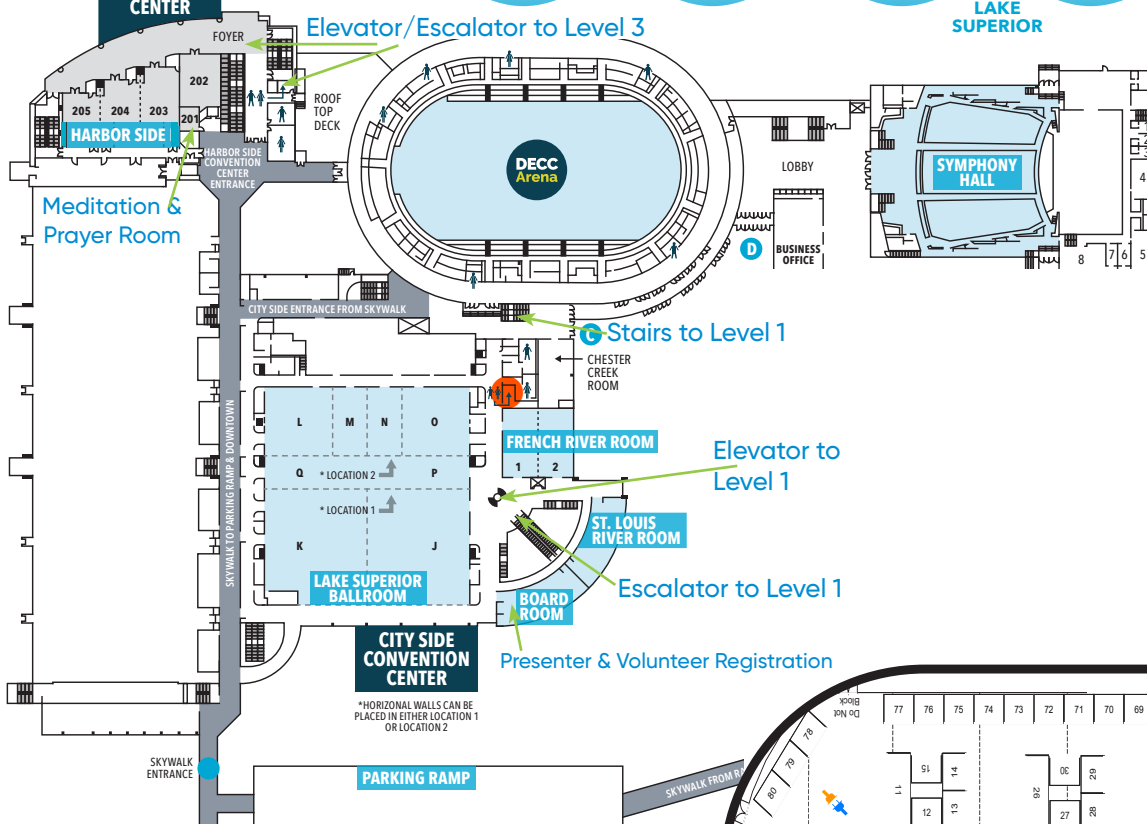 CENTER
LAKE
SUPERIOR
Elevator/Escalator to Level 3
FOYER
202
205
204
203
201
HARBOR SIDE
ROOF
TOP
DECK
HARBOR SIDE
CONVENTION
CENTER
ENTRANCE
Meditation &
Prayer Room
DECC
Arena
LOBBY
D
BUSINESS
OFFICE
SYMPHONY
HALL
4
8
7
6
5
CITY SIDE ENTRANCE FROM SKYWALK
C
Stairs to Level 1
CHESTER
CREEK
ROOM
SKYWALK TO PARKING RAMP & DOWNTOWN
L
M
N
O
Q
* LOCATION 2
P
* LOCATION 1
K
J
LAKE SUPERIOR
BALLROOM
FRENCH RIVER ROOM
1
2
Elevator to
Level 1
ST. LOUIS
RIVER ROOM
Escalator to Level 1
BOARD
ROOM
Presenter & Volunteer Registration
CITY SIDE
CONVENTION
CENTER
*HORIZONAL WALLS CAN BE
PLACED IN EITHER LOCATION 1
OR LOCATION 2
SKYWALK
ENTRANCE
PARKING RAMP
SKYWALK FROM
Do Not
Block
77
76
75
74
73
72
71
70
69
78
79
80
15
14
11
12
13
30
29
26
27
28